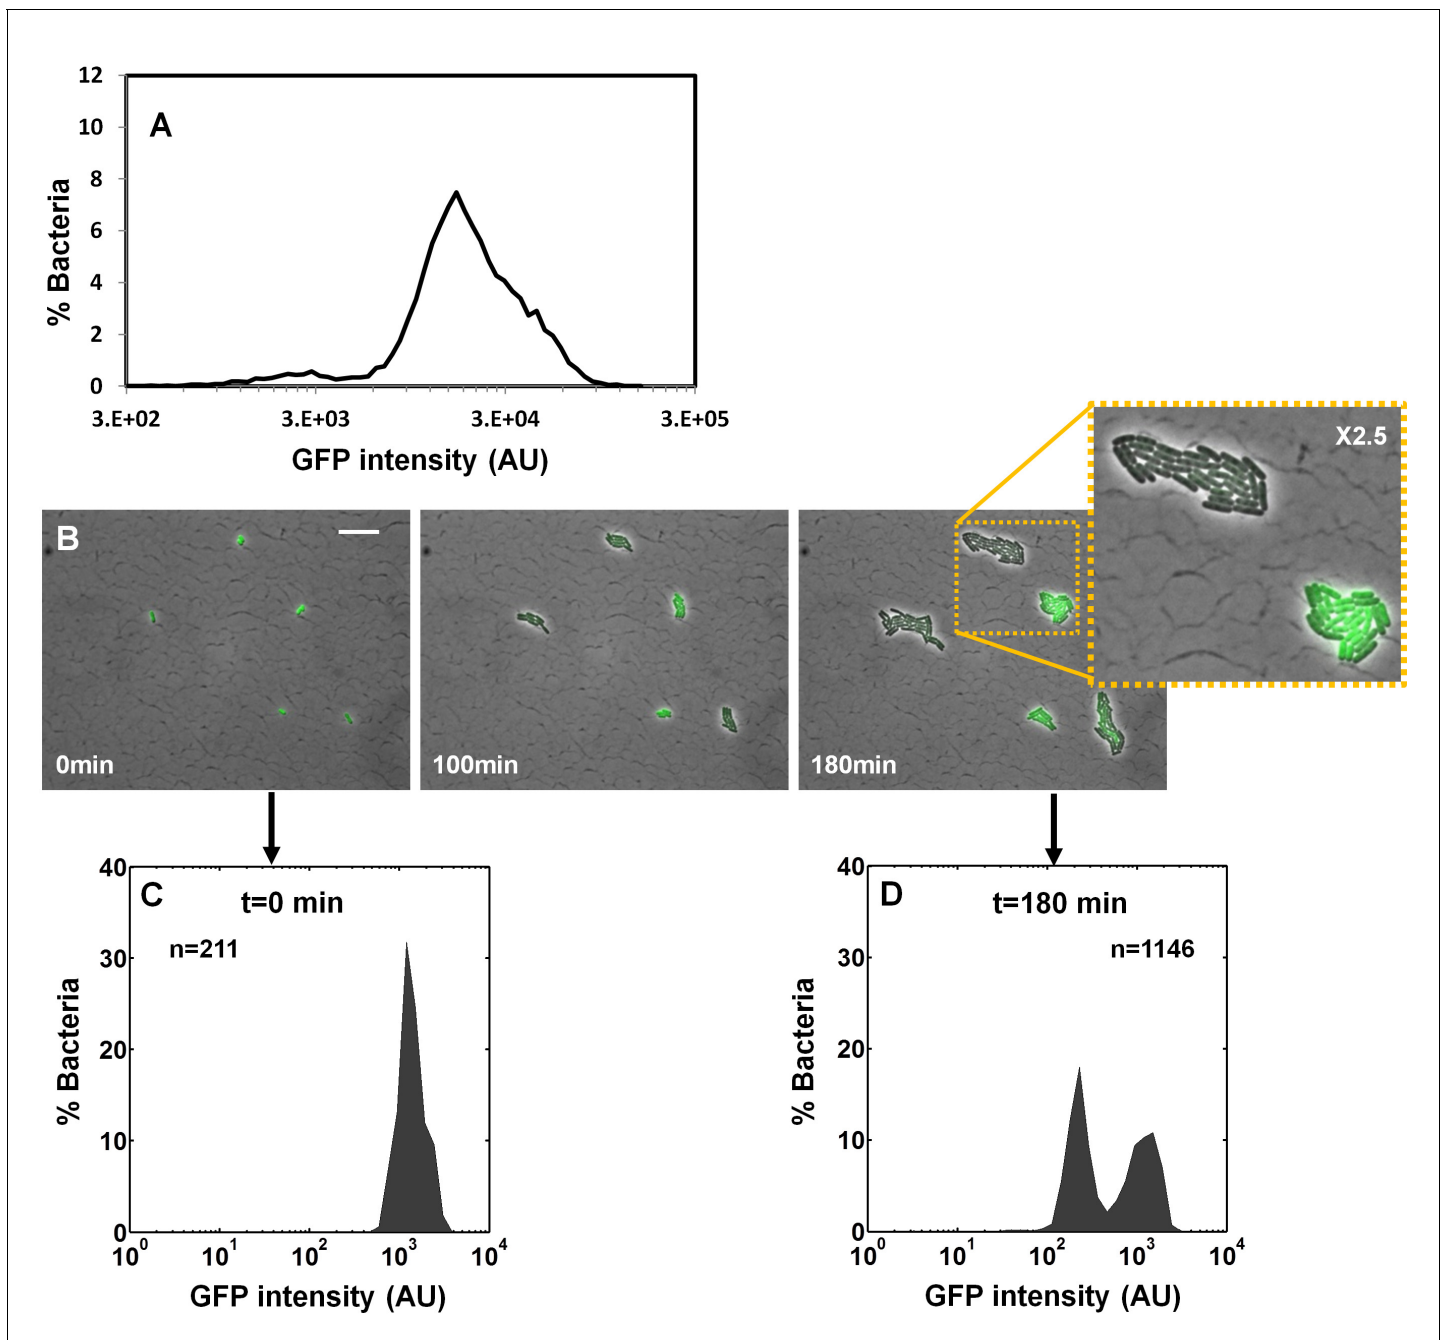 12
10
8
6
4
2
0
% Bacteria
A
3.E+02 3.E+03 3.E+04 3.E+05
GFP intensity (AU)
X2.5
B
0min
100min
180min
40
30
20
10
0
% Bacteria
C
t=0 min
n=211
10^0 10^1 10^2 10^3 10^4
GFP intensity (AU)
40
30
20
10
0
% Bacteria
D
t=180 min
n=1146
10^0 10^1 10^2 10^3 10^4
GFP intensity (AU)